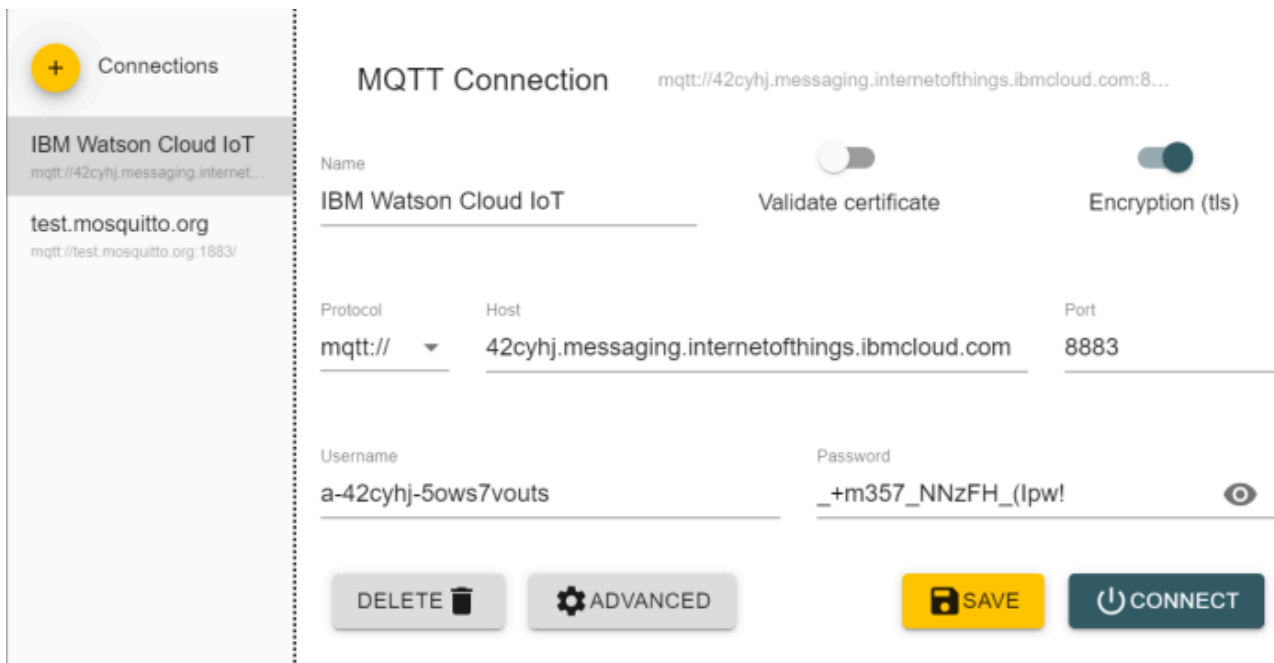 + Connections
IBM Watson Cloud IoT
mqtt://42cyhj.messaging.internet...
test.mosquitto.org
mqtt://test.mosquitto.org:1883/
MQTT Connection mqtt://42cyhj.messaging.internetofthings.ibmcloud.com:8...
Name
IBM Watson Cloud IoT
Validate certificate
Encryption (tls)
Protocol Host Port
mqtt:// 42cyhj.messaging.internetofthings.ibmcloud.com 8883
Username Password
a-42cyhj-5ows7vouts _+m357_NNzFH_(Ipw!
DELETE ADVANCED SAVE CONNECT